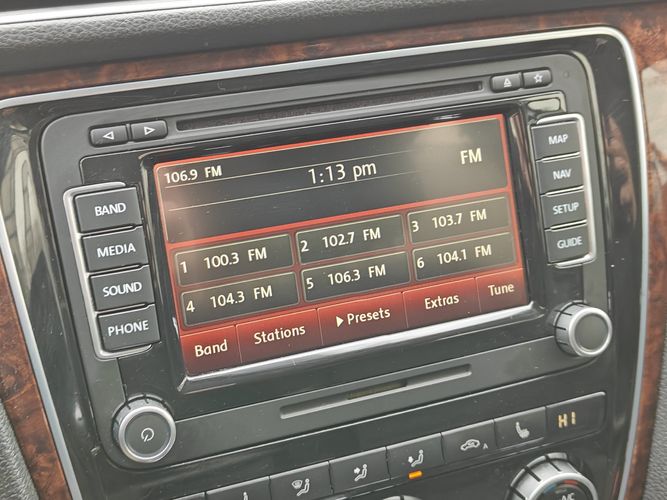 106.9 FM 1:13 pm FM
1 100.3 FM 2 102.7 FM 3 103.7 FM
4 104.3 FM 5 106.3 FM 6 104.1 FM
Band Stations Presets Extras Tune
BAND
MEDIA
SOUND
PHONE
MAP
NAV
SETUP
GUIDE
A
HI